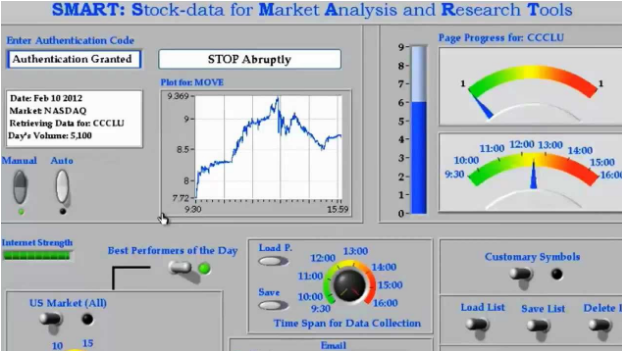 SMART: Stock-data for Market Analysis and Research Tools
Enter Authentication Code
Authentication Granted
STOP Abruptly
Date: Feb 10 2012
Market: NASDAQ
Retrieving Data for: CCCLU
Day's Volume: 5,100
Manual Auto
Plot for: MOVE
9.369
9
8.5
8
7.72
9:30 15:59
9
8
7
6
5
4
3
2
1
0
Page Progress for: CCCLU
1 1
9:30 10:00 11:00 12:00 13:00 14:00 15:00 16:00
Internet Strength
Best Performers of the Day
US Market (All)
10 15
Load P.
Save
9:30 10:00 11:00 12:00 13:00 14:00 15:00 16:00
Time Span for Data Collection
Email
Customary Symbols
Load List Save List Delete